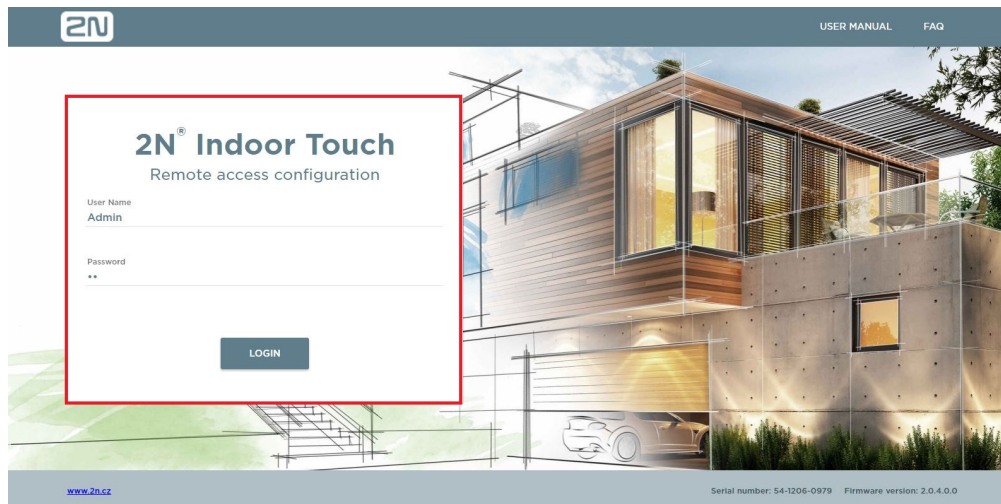 2N
USER MANUAL FAQ
2N® Indoor Touch
Remote access configuration
User Name
Admin
Password
••
LOGIN
www.2n.cz
Serial number: 54-1206-0979 Firmware version: 2.0.4.0.0